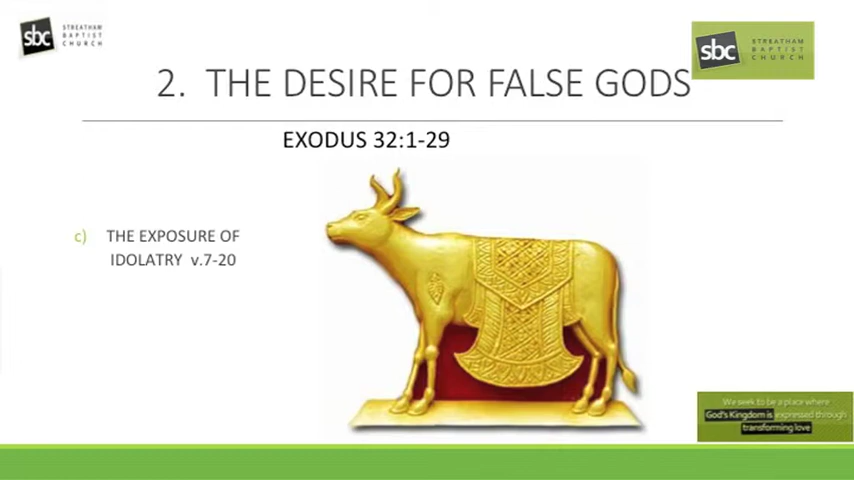 sbc
STREATHAM
BAPTIST
CHURCH
sbc
STREATHAM
BAPTIST
CHURCH
2. THE DESIRE FOR FALSE GODS
EXODUS 32:1-29
c) THE EXPOSURE OF
IDOLATRY v.7-20
We seek to be a place where
God's Kingdom is expressed through
transforming love